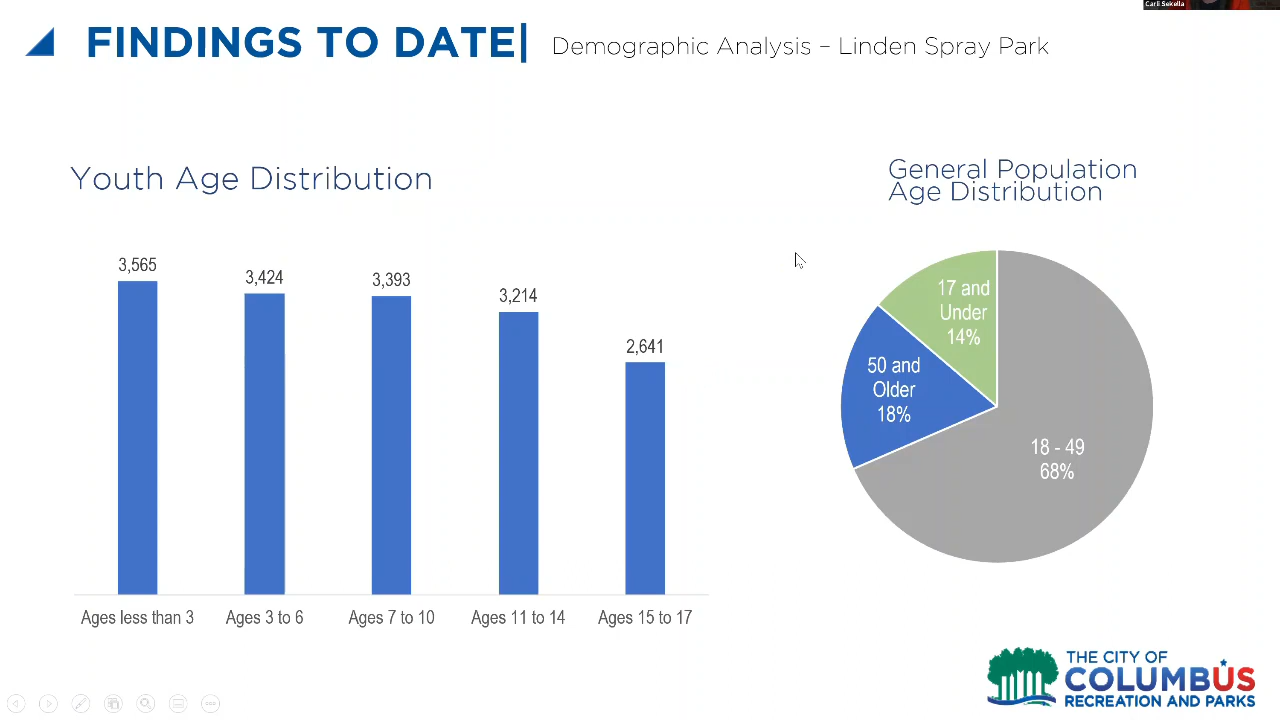 Carli Sekella
FINDINGS TO DATE|
Demographic Analysis – Linden Spray Park
Youth Age Distribution
3,565
3,424
3,393
3,214
2,641
Ages less than 3
Ages 3 to 6
Ages 7 to 10
Ages 11 to 14
Ages 15 to 17
General Population
Age Distribution
17 and
Under
14%
50 and
Older
18%
18 - 49
68%
THE CITY OF
COLUMBUS
RECREATION AND PARKS